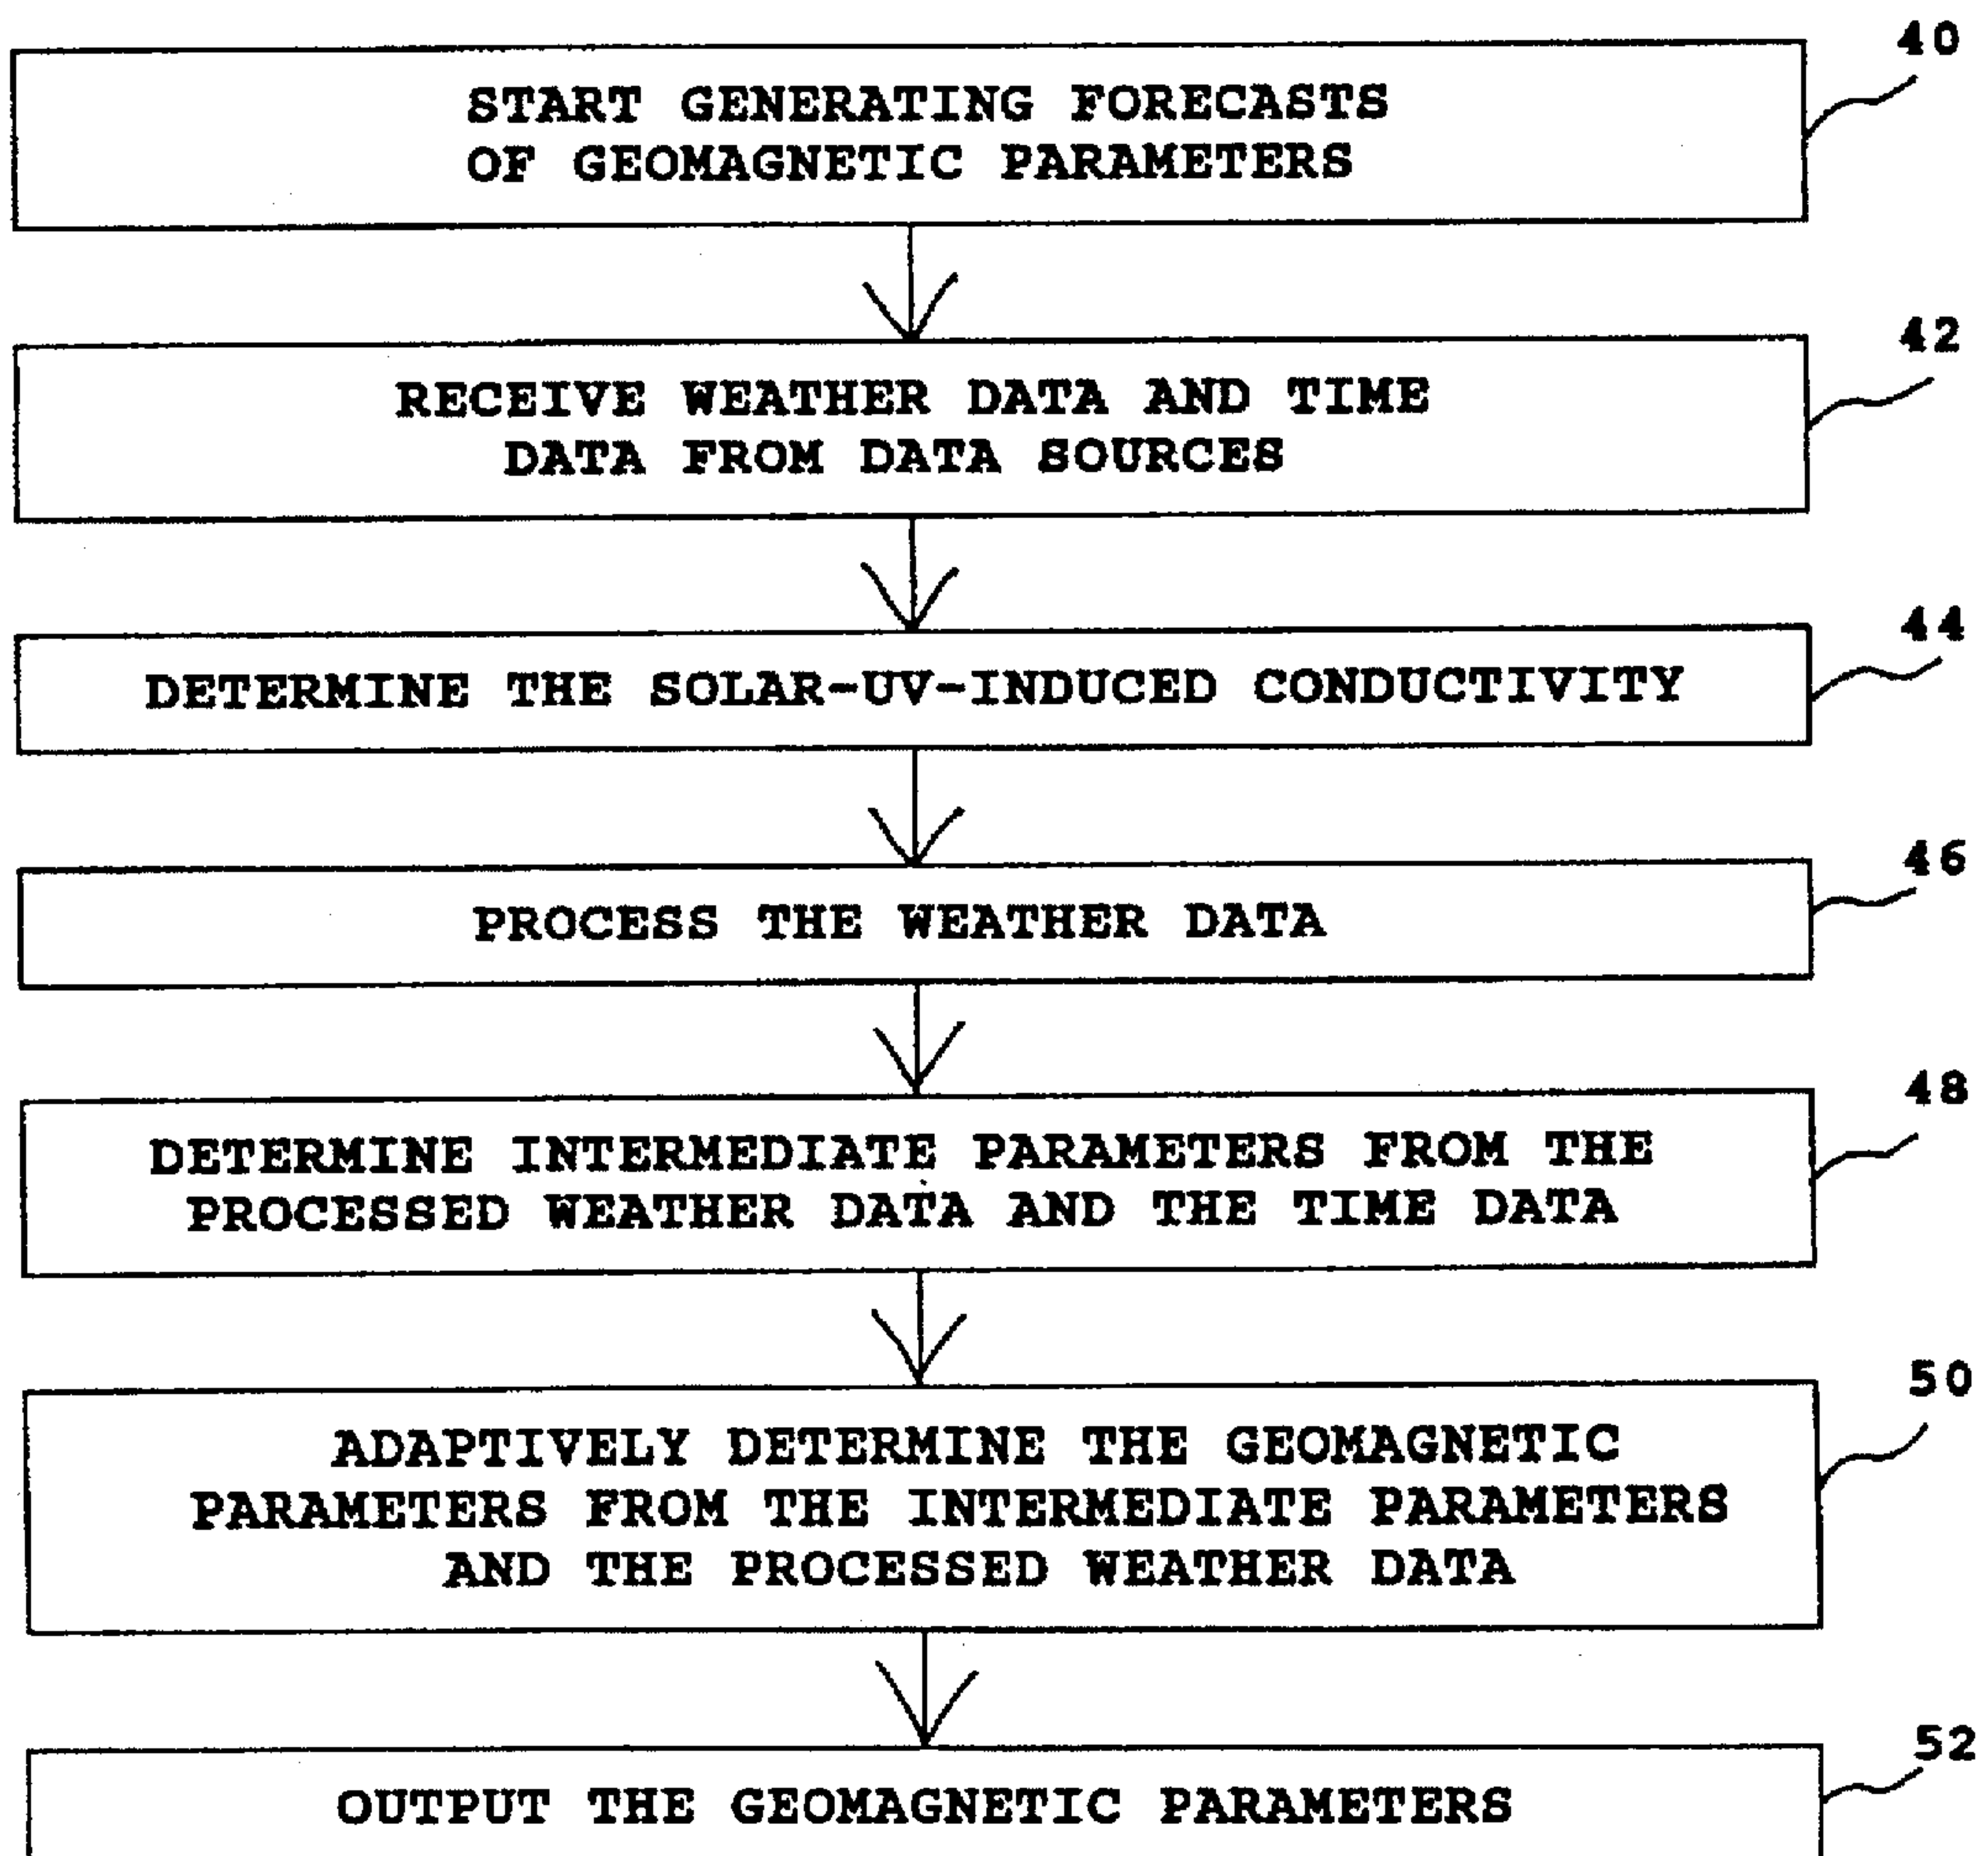 40
START GENERATING FORECASTS
OF GEOMAGNETIC PARAMETERS
42
RECEIVE WEATHER DATA AND TIME
DATA FROM DATA SOURCES
44
DETERMINE THE SOLAR-UV-INDUCED CONDUCTIVITY
46
PROCESS THE WEATHER DATA
48
DETERMINE INTERMEDIATE PARAMETERS FROM THE
PROCESSED WEATHER DATA AND THE TIME DATA
50
ADAPTIVELY DETERMINE THE GEOMAGNETIC
PARAMETERS FROM THE INTERMEDIATE PARAMETERS
AND THE PROCESSED WEATHER DATA
52
OUTPUT THE GEOMAGNETIC PARAMETERS